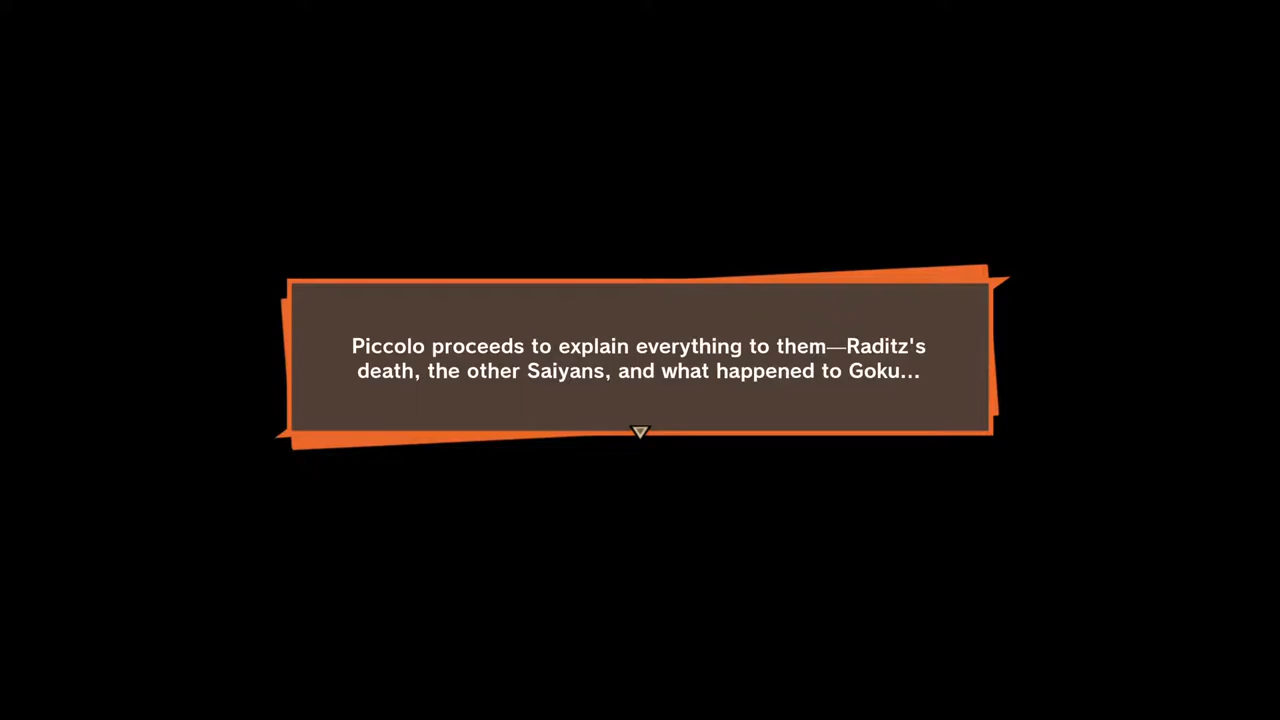 Piccolo proceeds to explain everything to them—Raditz's
death, the other Saiyans, and what happened to Goku...